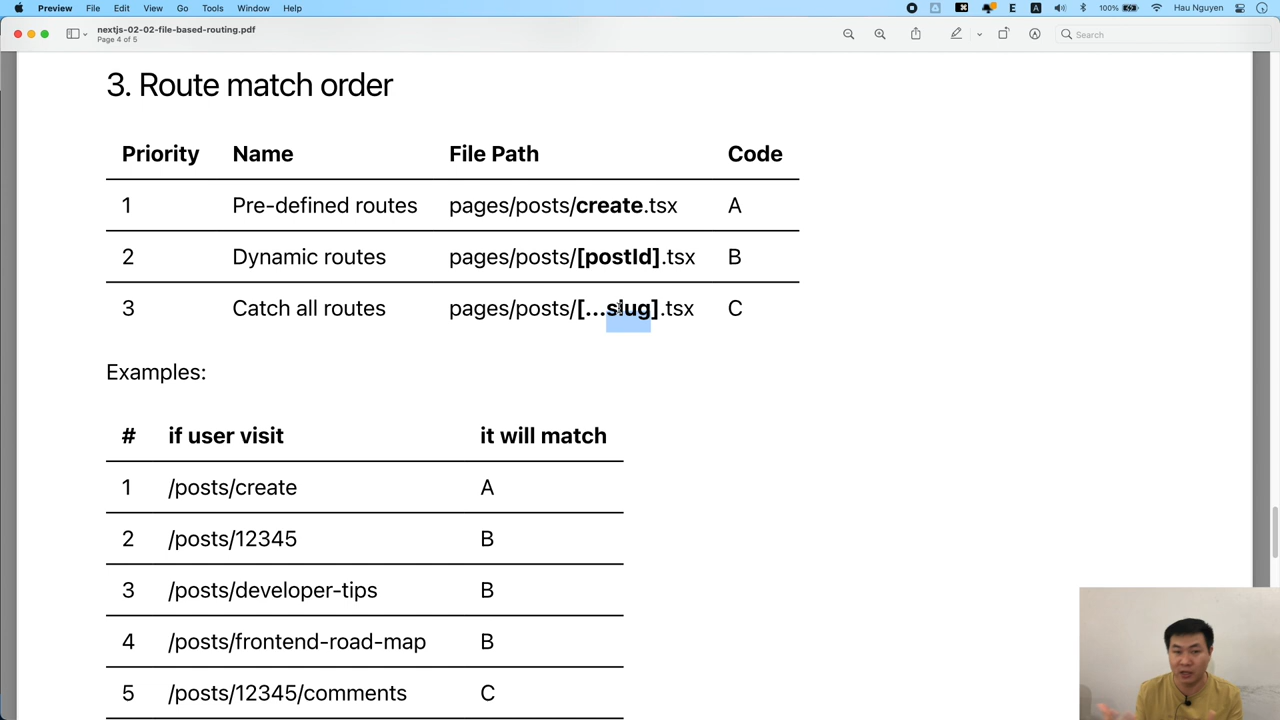 Preview File Edit View Go Tools Window Help E A 100% Hau Nguyen
nextjs-02-02-file-based-routing.pdf
Page 4 of 5
Search
3. Route match order
Priority Name File Path Code
1 Pre-defined routes pages/posts/create.tsx A
2 Dynamic routes pages/posts/[postId].tsx B
3 Catch all routes pages/posts/[...slug].tsx C
Examples:
# if user visit it will match
1 /posts/create A
2 /posts/12345 B
3 /posts/developer-tips B
4 /posts/frontend-road-map B
5 /posts/12345/comments C